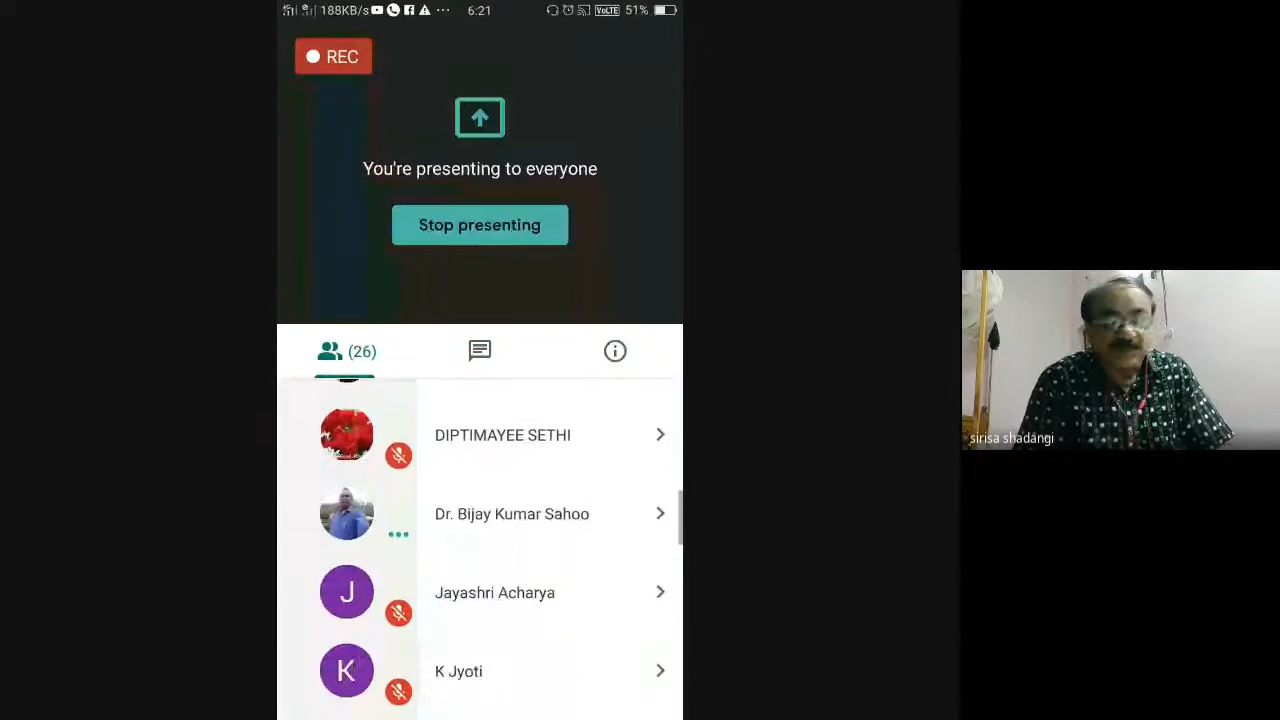 188KB/s ... 6:21 VoLTE 51%
REC
You're presenting to everyone
Stop presenting
(26)
DIPTIMAYEE SETHI
Dr. Bijay Kumar Sahoo
J Jayashri Acharya
K K Jyoti
sirisa shadangi